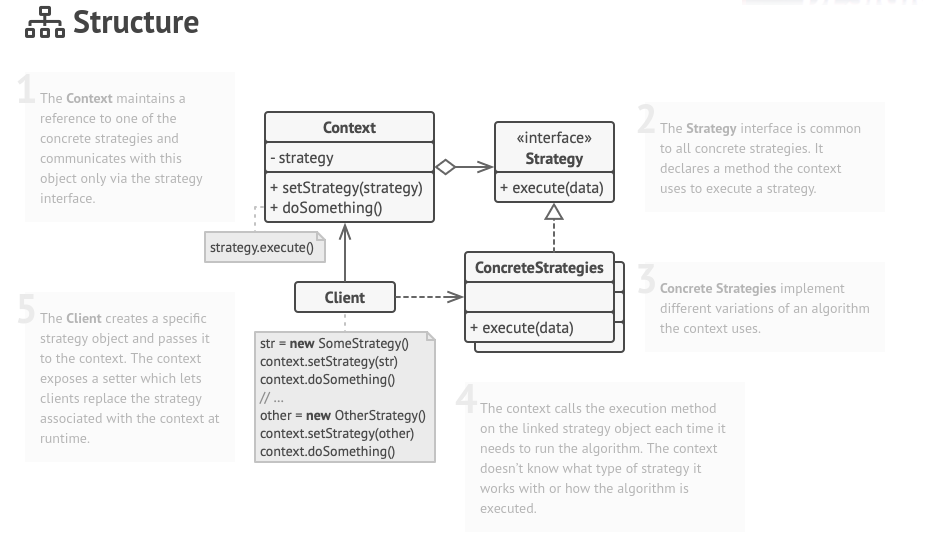 Structure
1
The Context maintains a
reference to one of the
concrete strategies and
communicates with this
object only via the strategy
interface.
Context
- strategy
+ setStrategy(strategy)
+ doSomething()
strategy.execute()
«interface»
Strategy
+ execute(data)
2
The Strategy interface is common
to all concrete strategies. It
declares a method the context
uses to execute a strategy.
ConcreteStrategies
+ execute(data)
3
Concrete Strategies implement
different variations of an algorithm
the context uses.
Client
str = new SomeStrategy()
context.setStrategy(str)
context.doSomething()
// ...
other = new OtherStrategy()
context.setStrategy(other)
context.doSomething()
4
The context calls the execution method
on the linked strategy object each time it
needs to run the algorithm. The context
doesn’t know what type of strategy it
works with or how the algorithm is
executed.
5
The Client creates a specific
strategy object and passes it
to the context. The context
exposes a setter which lets
clients replace the strategy
associated with the context at
runtime.